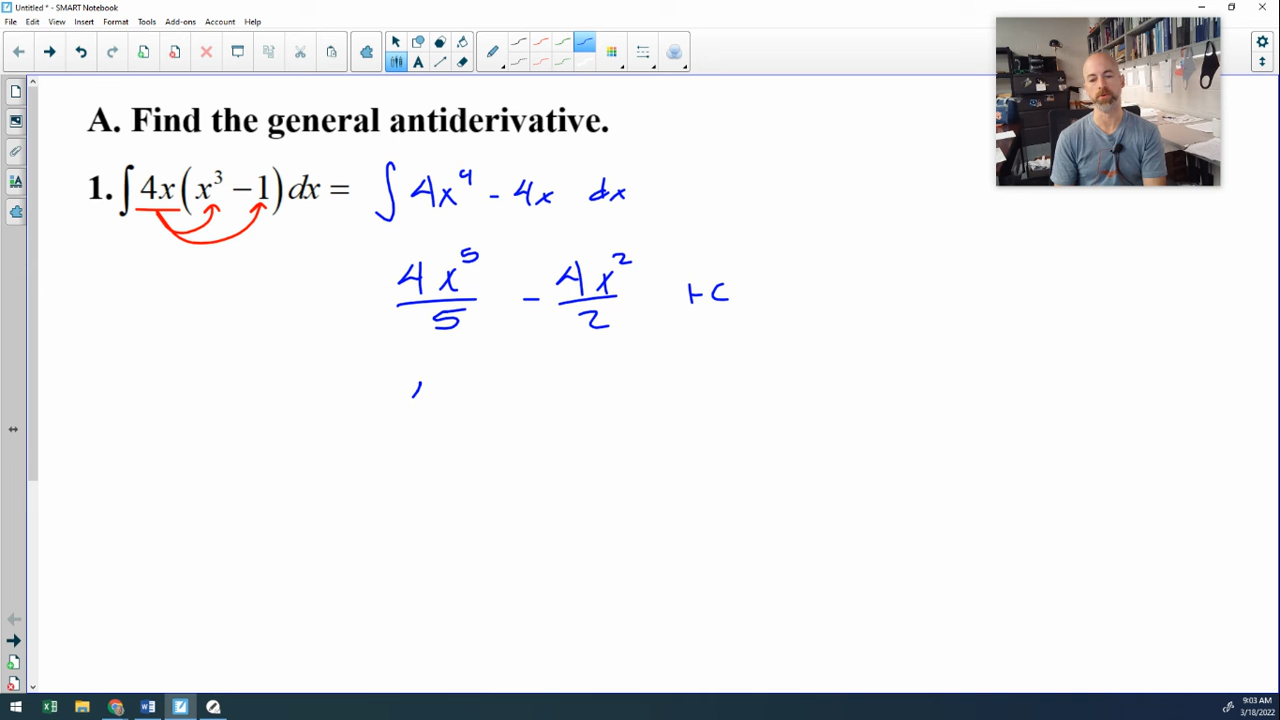 Untitled * - SMART Notebook
File Edit View Insert Format Tools Add-ons Account Help
A. Find the general antiderivative.
1. ∫ 4x(x³ − 1) dx = ∫ 4x⁴ - 4x dx
4x⁵/5 - 4x²/2 +C
9:03 AM
3/18/2022